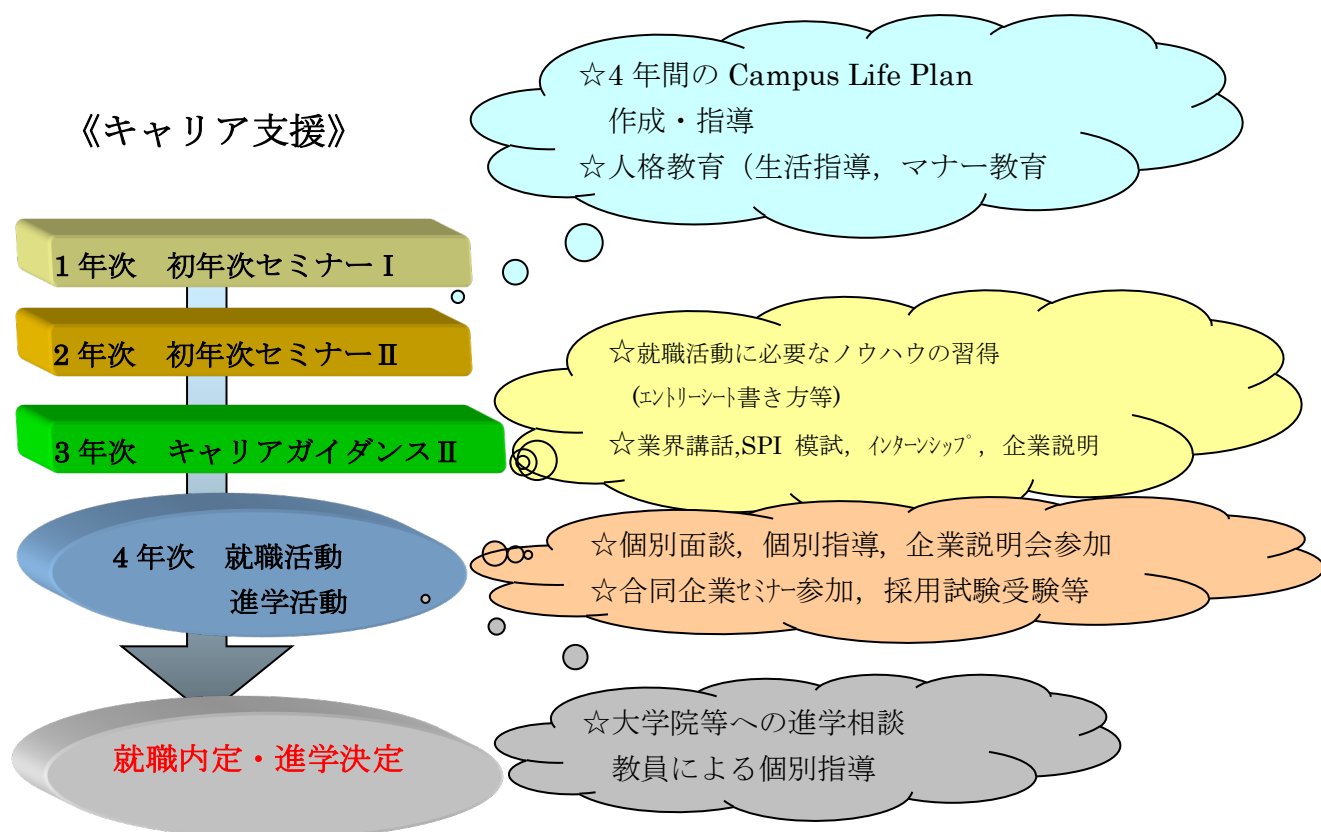 《キャリア支援》
☆4 年間の Campus Life Plan
作成・指導
☆人格教育（生活指導，マナー教育
1 年次　初年次セミナーⅠ
2 年次　初年次セミナーⅡ
3 年次　キャリアガイダンスⅡ
☆就職活動に必要なノウハウの習得
(ｴﾝﾄﾘｰｼｰﾄ書き方等)
☆業界講話,SPI 模試，ｲﾝﾀｰﾝｼｯﾌﾟ，企業説明
4 年次　就職活動
進学活動
☆個別面談，個別指導，企業説明会参加
☆合同企業ｾﾐﾅｰ参加，採用試験受験等
就職内定・進学決定
☆大学院等への進学相談
教員による個別指導